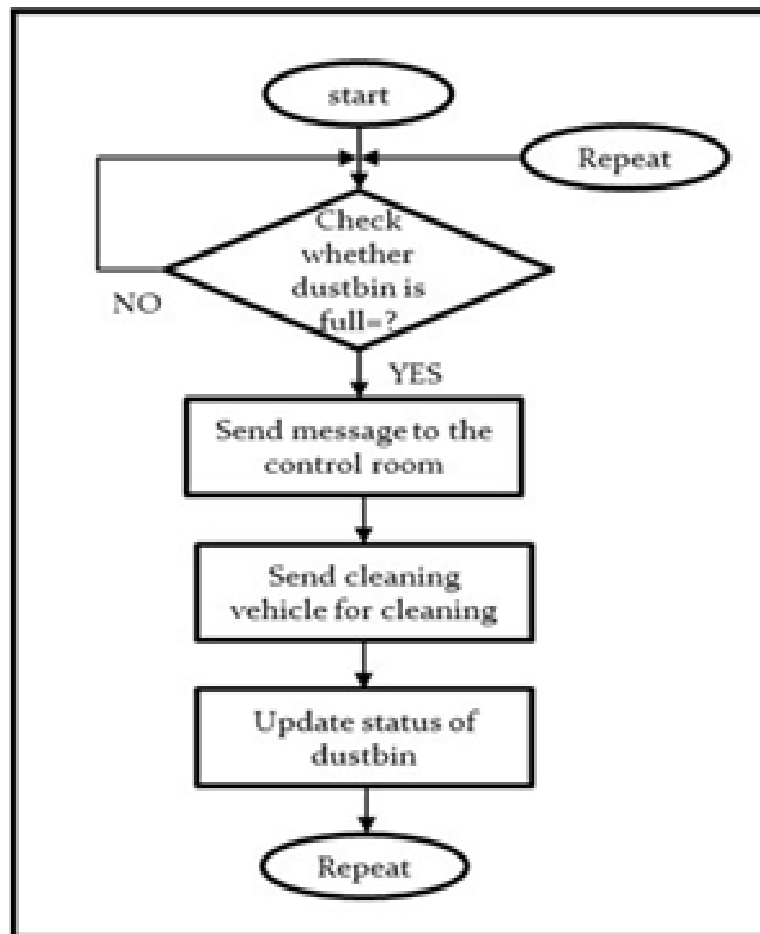 start
Repeat
Check
whether
dustbin is
full=?
NO
YES
Send message to the
control room
Send cleaning
vehicle for cleaning
Update status of
dustbin
Repeat